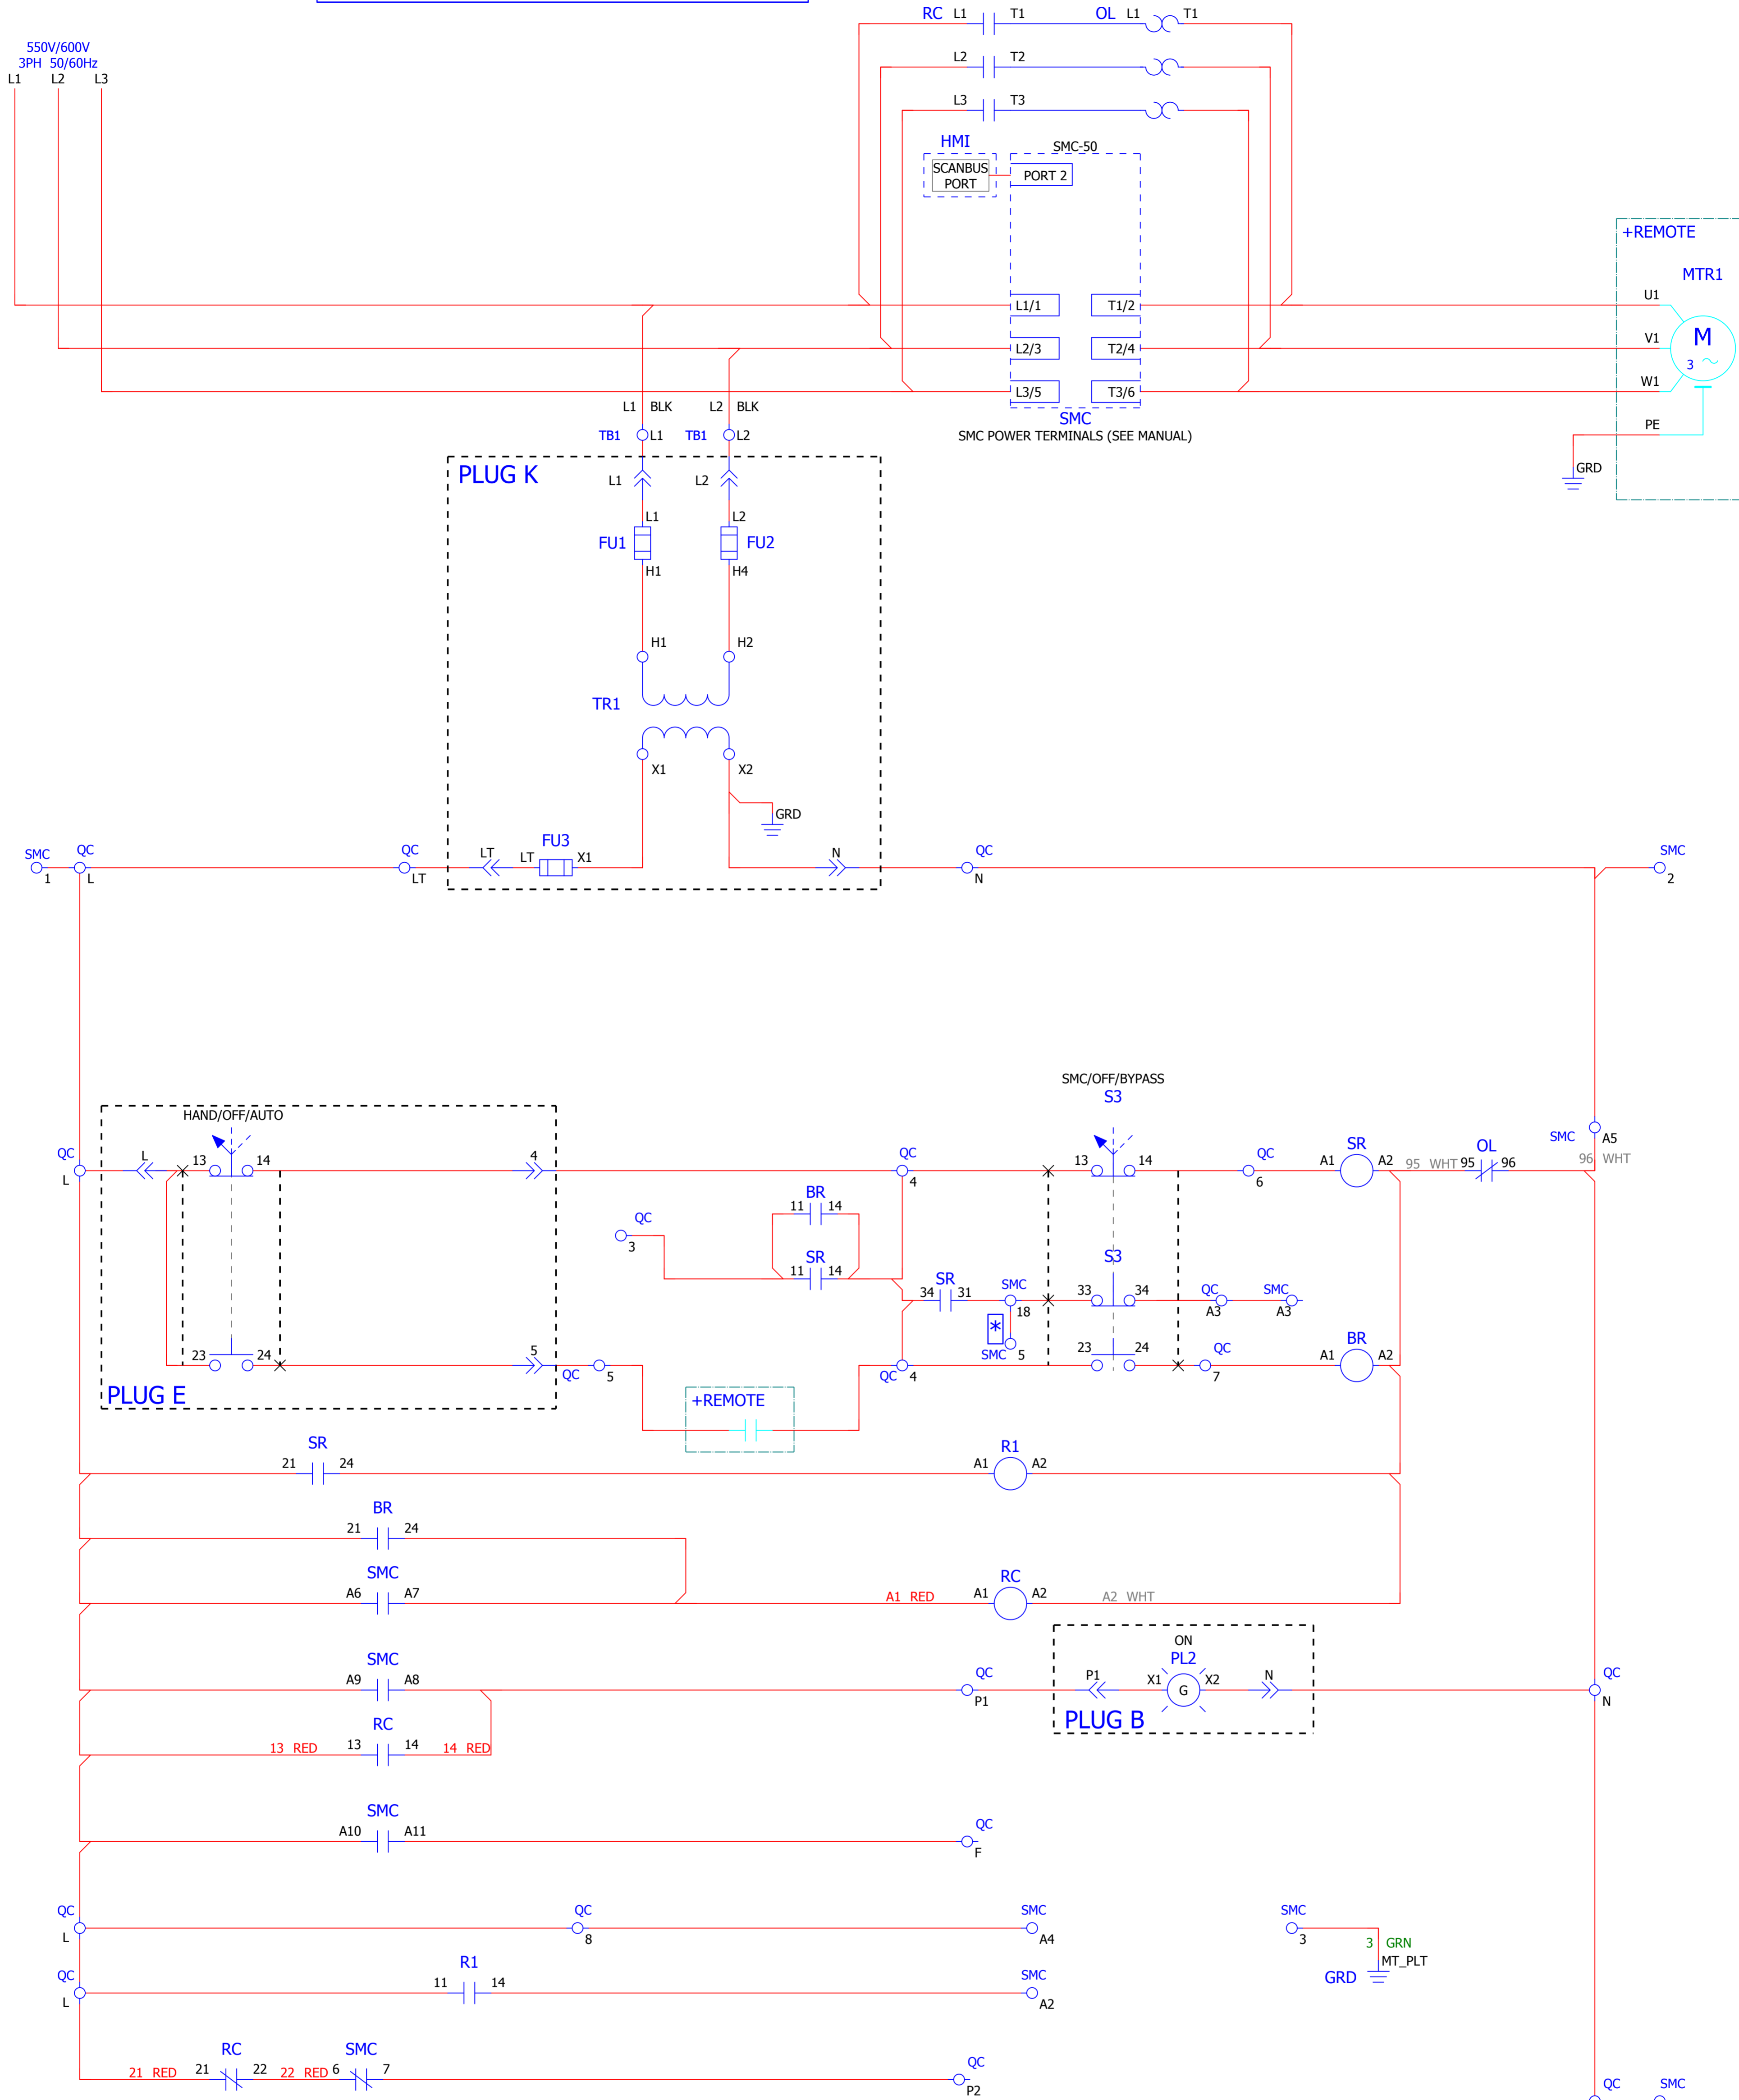 RC L1 T1 OL L1 T1
550V/600V
3PH 50/60Hz
L1 L2 L3
L2 T2
L3 T3
HMI
SMC-50
SCANBUS
PORT
PORT 2
+REMOTE
MTR1
U1
L1/1 T1/2
V1
M
3
L2/3 T2/4
W1
L3/5 T3/6
L1 BLK L2 BLK
SMC
SMC POWER TERMINALS (SEE MANUAL)
PE
GRD
TB1 L1 TB1 L2
PLUG K
L1 L2
L1 L2
FU1 FU2
H1 H4
H1 H2
TR1
X1 X2
GRD
SMC
1
QC
L
QC
LT
LT
LT
FU3
X1
N
QC
N
SMC
2
SMC/OFF/BYPASS
S3
HAND/OFF/AUTO
QC
L
L
13 14
4
QC
4
13 14
QC
6
SR
A1 A2
95 WHT
OL
95 96
SMC A5
96 WHT
BR
11 14
QC
3
SR
11 14
S3
SR
34 31
SMC
18
33 34
QC
A3
SMC
A3
*
SMC 5
23 24
5
QC 5
QC 4
23 24
QC
7
BR
A1 A2
PLUG E
+REMOTE
SR
21 24
R1
A1 A2
BR
21 24
SMC
A6 A7
A1 RED
RC
A1 A2
A2 WHT
SMC
A9 A8
QC
P1
ON
PL2
P1 X1 G X2 N
PLUG B
QC
N
RC
13 RED 13 14 14 RED
SMC
A10 A11
QC
F
QC
L
QC
8
SMC
A4
SMC
3
3 GRN
MT_PLT
GRD
QC
L
R1
11 14
SMC
A2
RC
21 RED 21 22
SMC
22 RED 6 7
QC
P2
QC SMC